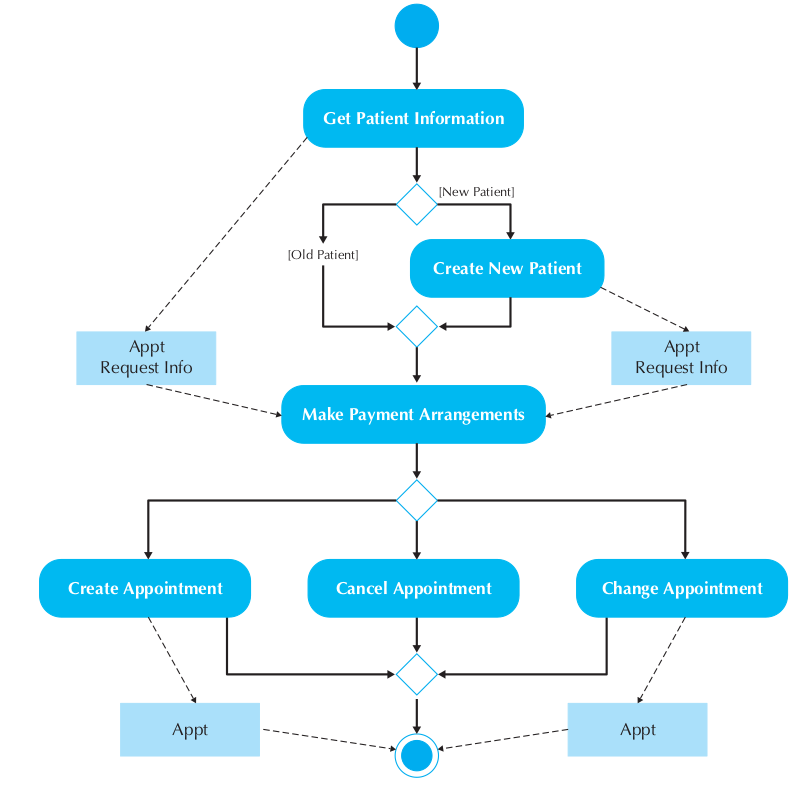 Get Patient Information
[New Patient]
[Old Patient]
Create New Patient
Appt
Request Info
Appt
Request Info
Make Payment Arrangements
Create Appointment
Cancel Appointment
Change Appointment
Appt
Appt